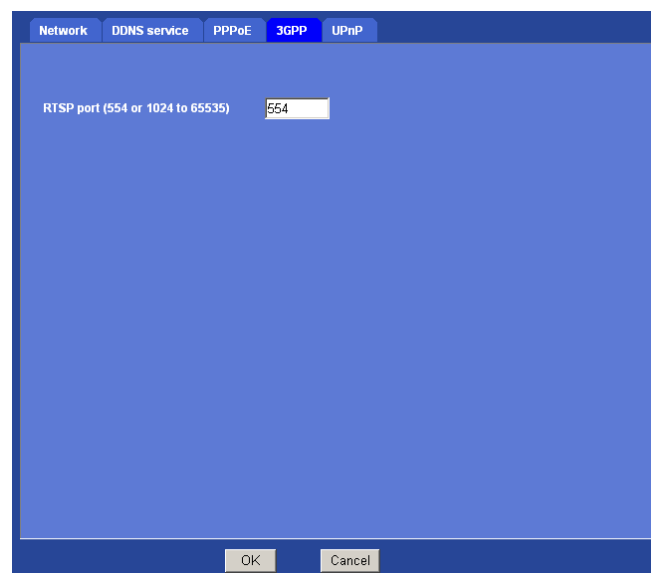 Network DDNS service PPPoE 3GPP UPnP
RTSP port (554 or 1024 to 65535) 554
OK Cancel